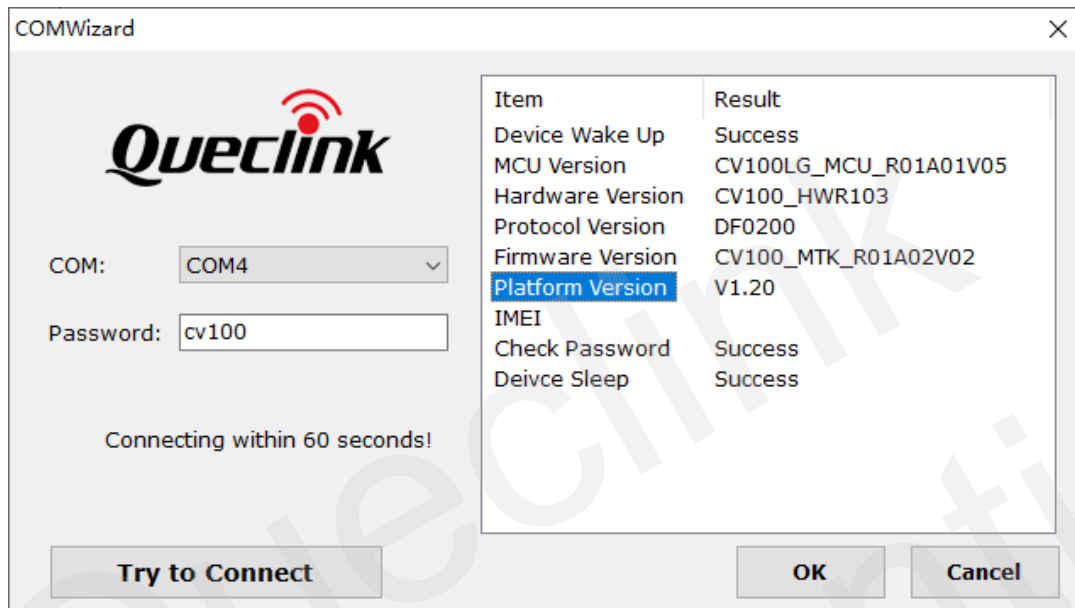 COMWizard
Queclink
COM: COM4
Password: cv100
Connecting within 60 seconds!
Try to Connect
Item Result
Device Wake Up Success
MCU Version CV100LG_MCU_R01A01V05
Hardware Version CV100_HWR103
Protocol Version DF0200
Firmware Version CV100_MTK_R01A02V02
Platform Version V1.20
IMEI
Check Password Success
Deivce Sleep Success
OK Cancel
queclink